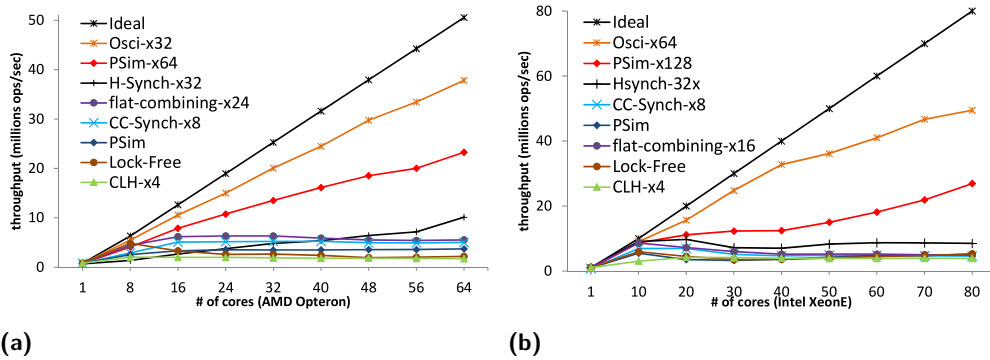 throughput (millions ops/sec)
50
40
30
20
10
0
Ideal
Osci-x32
PSim-x64
H-Synch-x32
flat-combining-x24
CC-Synch-x8
PSim
Lock-Free
CLH-x4
1 8 16 24 32 40 48 56 64
# of cores (AMD Opteron)
(a)
throughput (millions ops/sec)
80
60
40
20
0
Ideal
Osci-x64
PSim-x128
Hsynch-32x
CC-Synch-x8
PSim
flat-combining-x16
Lock-Free
CLH-x4
1 10 20 30 40 50 60 70 80
# of cores (Intel XeonE)
(b)